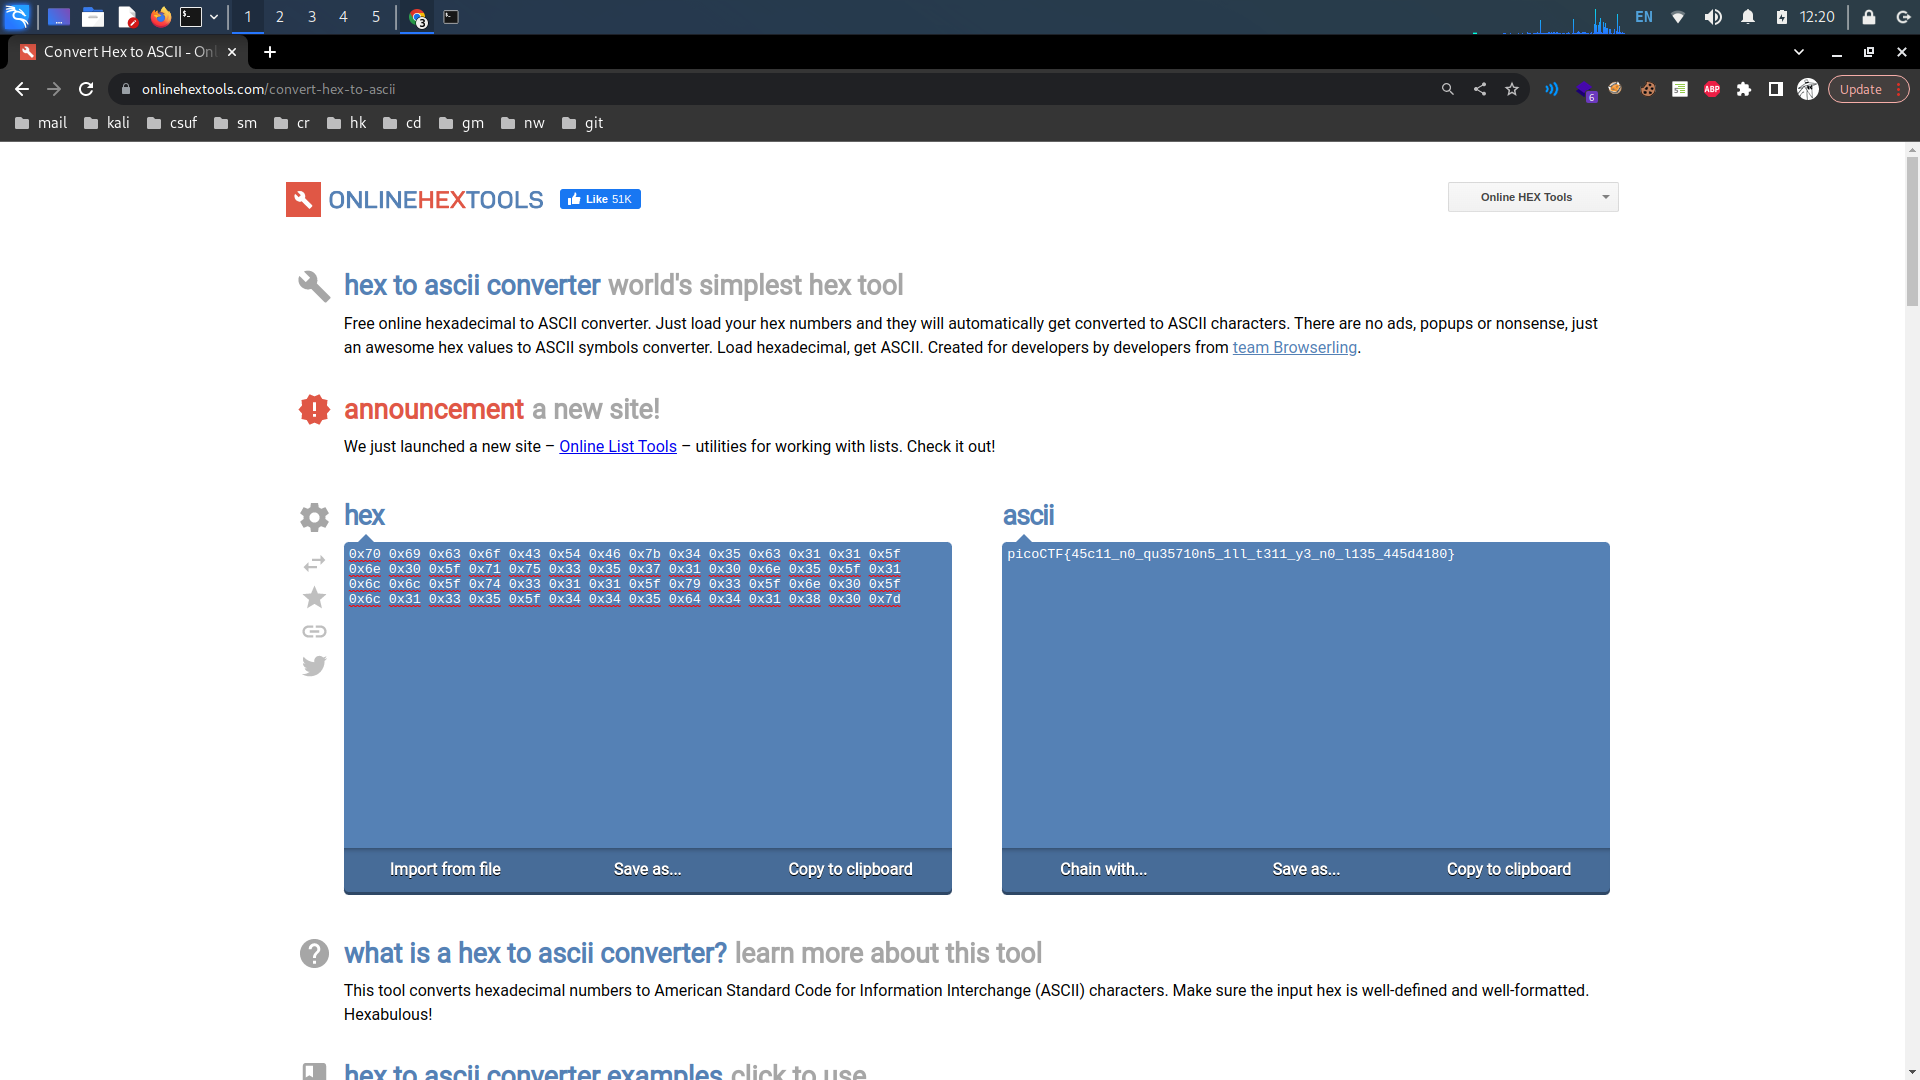 1 2 3 4 5 3 EN 12:20
Convert Hex to ASCII - Onl
onlinehextools.com/convert-hex-to-ascii 6 ABP Update
mail kali csuf sm cr hk cd gm nw git
ONLINEHEXTOOLS Like 51K Online HEX Tools
hex to ascii converter world's simplest hex tool
Free online hexadecimal to ASCII converter. Just load your hex numbers and they will automatically get converted to ASCII characters. There are no ads, popups or nonsense, just
an awesome hex values to ASCII symbols converter. Load hexadecimal, get ASCII. Created for developers by developers from team Browserling.
announcement a new site!
We just launched a new site – Online List Tools – utilities for working with lists. Check it out!
hex
0x70 0x69 0x63 0x6f 0x43 0x54 0x46 0x7b 0x34 0x35 0x63 0x31 0x31 0x5f
0x6e 0x30 0x5f 0x71 0x75 0x33 0x35 0x37 0x31 0x30 0x6e 0x35 0x5f 0x31
0x6c 0x6c 0x5f 0x74 0x33 0x31 0x31 0x5f 0x79 0x33 0x5f 0x6e 0x30 0x5f
0x6c 0x31 0x33 0x35 0x5f 0x34 0x34 0x35 0x64 0x34 0x31 0x38 0x30 0x7d
Import from file Save as... Copy to clipboard
ascii
picoCTF{45c11_n0_qu35710n5_1ll_t311_y3_n0_l135_445d4180}
Chain with... Save as... Copy to clipboard
what is a hex to ascii converter? learn more about this tool
This tool converts hexadecimal numbers to American Standard Code for Information Interchange (ASCII) characters. Make sure the input hex is well-defined and well-formatted.
Hexabulous!
hex to ascii converter examples click to use